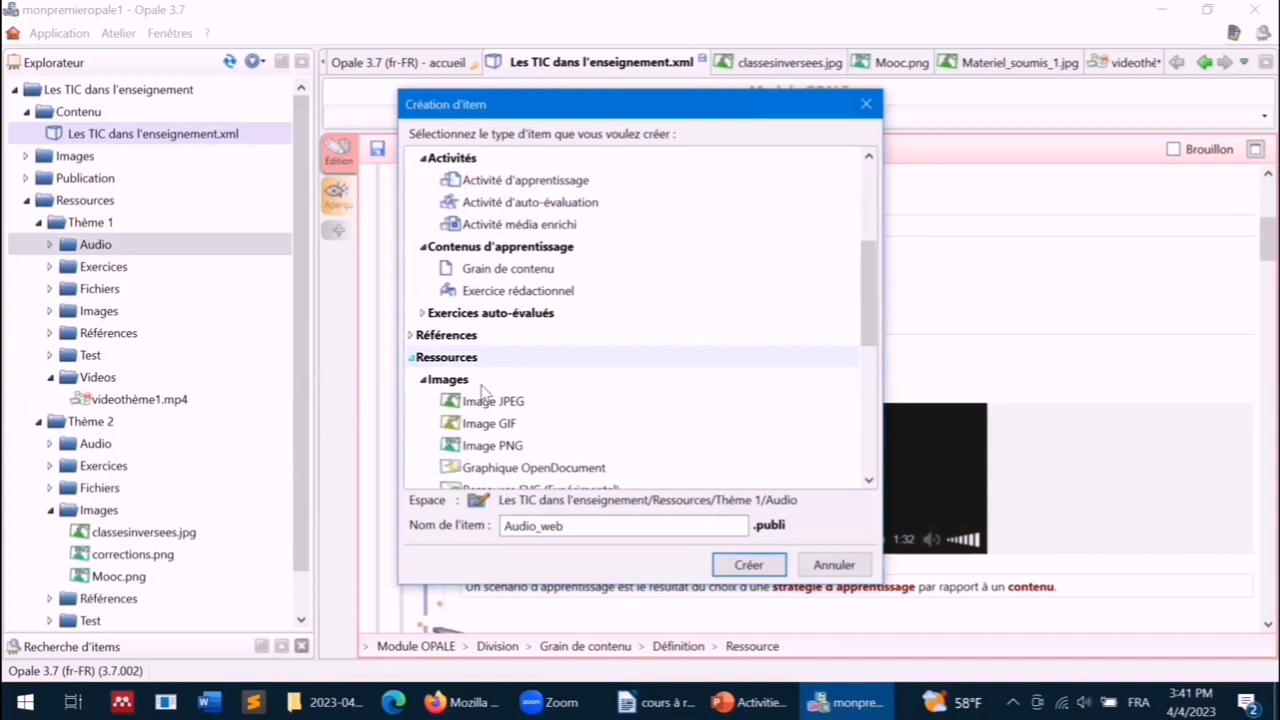 monpremieropale1 - Opale 3.7
Application Atelier Fenêtres ?
Explorateur
Les TIC dans l'enseignement
Contenu
Les TIC dans l'enseignement.xml
Images
Publication
Ressources
Thème 1
Audio
Exercices
Fichiers
Images
Références
Test
Videos
videothème1.mp4
Thème 2
Audio
Exercices
Fichiers
Images
classesinversees.jpg
corrections.png
Mooc.png
Références
Test
Recherche d'items
Opale 3.7 (fr-FR) (3.7.002)
Opale 3.7 (fr-FR) - accueil
Les TIC dans l'enseignement.xml
classesinversees.jpg
Mooc.png
Materiel_soumis_1.jpg
videothè
Édition
Aperçu
Brouillon
Création d'item
Sélectionnez le type d'item que vous voulez créer :
Activités
Activité d'apprentissage
Activité d'auto-évaluation
Activité média enrichi
Contenus d'apprentissage
Grain de contenu
Exercice rédactionnel
Exercices auto-évalués
Références
Ressources
Images
Image JPEG
Image GIF
Image PNG
Graphique OpenDocument
Ressource SVG (Expérimental)
Espace : Les TIC dans l'enseignement/Ressources/Thème 1/Audio
Nom de l'item : Audio_web .publi
Créer Annuler
1:32
Un scénario d'apprentissage est le résultat du choix d'une stratégie d'apprentissage par rapport à un contenu.
> Module OPALE > Division > Grain de contenu > Définition > Ressource
2023-04... Mozilla ... Zoom cours à r... Activitie... monpre... 58°F FRA
3:41 PM
4/4/2023
2